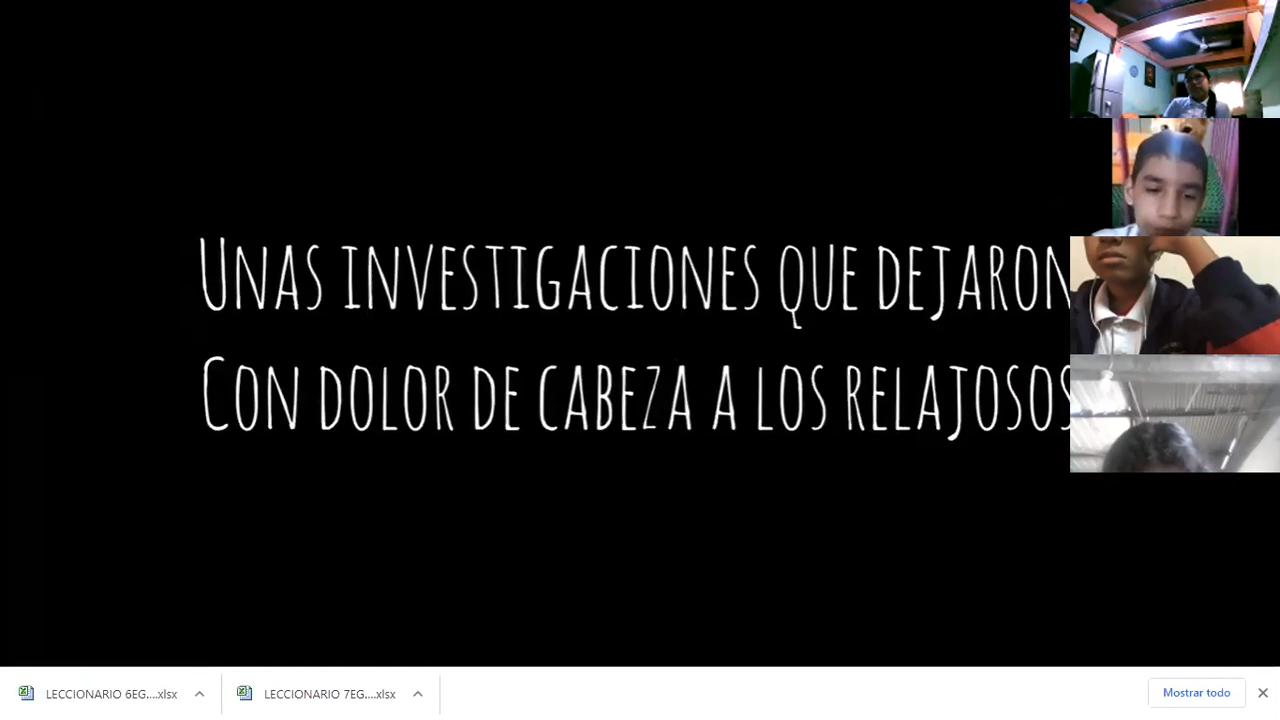 UNAS INVESTIGACIONES QUE DEJARON
CON DOLOR DE CABEZA A LOS RELAJOSOS
LECCIONARIO 6EG....xlsx
LECCIONARIO 7EG....xlsx
Mostrar todo